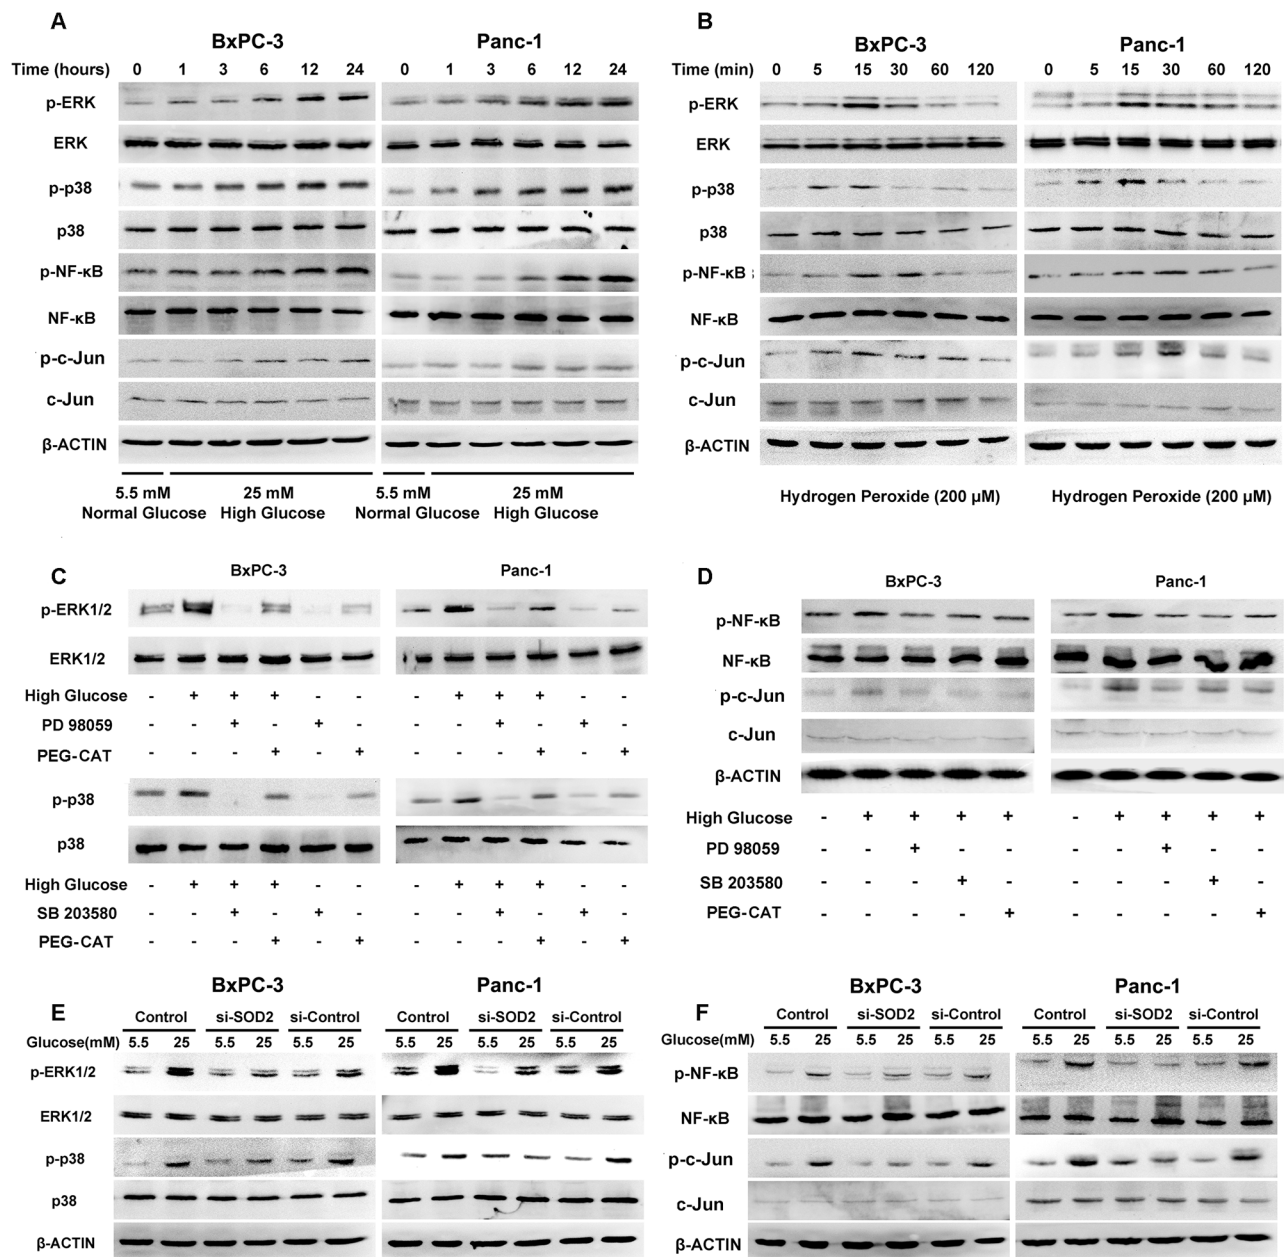 A
BxPC-3 Panc-1
Time (hours) 0 1 3 6 12 24 0 1 3 6 12 24
p-ERK
ERK
p-p38
p38
p-NF-κB
NF-κB
p-c-Jun
c-Jun
β-ACTIN
5.5 mM 25 mM 5.5 mM 25 mM
Normal Glucose High Glucose Normal Glucose High Glucose
B
BxPC-3 Panc-1
Time (min) 0 5 15 30 60 120 0 5 15 30 60 120
p-ERK
ERK
p-p38
p38
p-NF-κB
NF-κB
p-c-Jun
c-Jun
β-ACTIN
Hydrogen Peroxide (200 μM) Hydrogen Peroxide (200 μM)
C
BxPC-3 Panc-1
p-ERK1/2
ERK1/2
High Glucose - + + + - - - + + + - -
PD 98059 - - + - + - - - + - + -
PEG-CAT - - - + - + - - - + - +
p-p38
p38
High Glucose - + + + - - - + + + - -
SB 203580 - - + - + - - - + - + -
PEG-CAT - - - + - + - - - + - +
D
BxPC-3 Panc-1
p-NF-κB
NF-κB
p-c-Jun
c-Jun
β-ACTIN
High Glucose - + + + + - + + + +
PD 98059 - - + - - - - + - -
SB 203580 - - - + - - - - + -
PEG-CAT - - - - + - - - - +
E
BxPC-3 Panc-1
Control si-SOD2 si-Control Control si-SOD2 si-Control
Glucose(mM) 5.5 25 5.5 25 5.5 25 5.5 25 5.5 25 5.5 25
p-ERK1/2
ERK1/2
p-p38
p38
β-ACTIN
F
BxPC-3 Panc-1
Control si-SOD2 si-Control Control si-SOD2 si-Control
Glucose(mM) 5.5 25 5.5 25 5.5 25 5.5 25 5.5 25 5.5 25
p-NF-κB
NF-κB
p-c-Jun
c-Jun
β-ACTIN